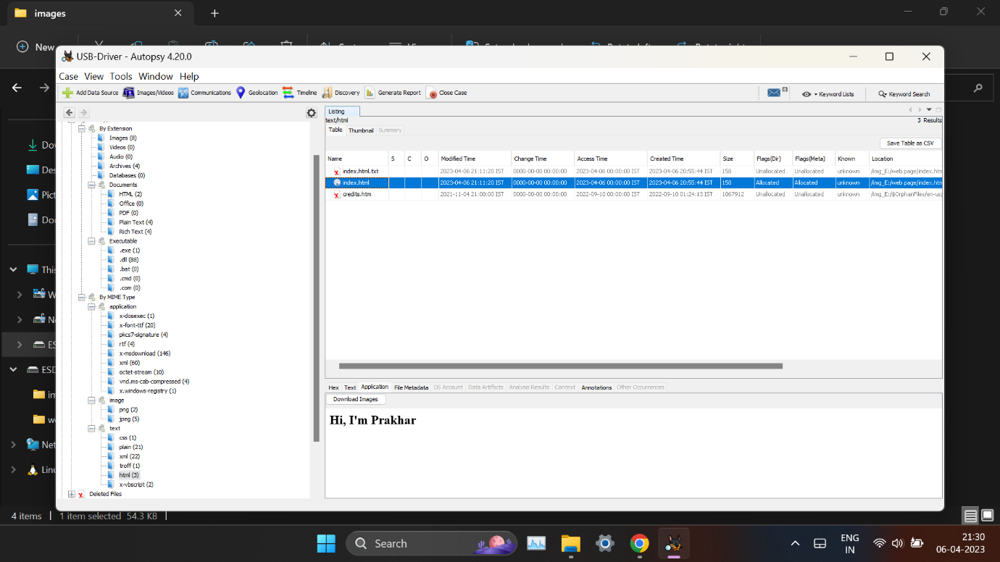 images
New
USB-Driver - Autopsy 4.20.0
Case View Tools Window Help
Add Data Source Images/Videos Communications Geolocation Timeline Discovery Generate Report Close Case
4 Keyword Lists Keyword Search
By Extension
Images (8)
Videos (0)
Audio (0)
Archives (4)
Databases (0)
Documents
HTML (2)
Office (0)
PDF (0)
Plain Text (4)
Rich Text (4)
Executable
.exe (1)
.dll (88)
.bat (0)
.cmd (0)
.com (0)
By MIME Type
application
x-dosexec (1)
x-font-ttf (20)
pkcs7-signature (4)
rtf (4)
x-msdownload (146)
xml (60)
octet-stream (10)
vnd.ms-cab-compressed (4)
x.windows-registry (1)
image
png (2)
jpeg (5)
text
css (1)
plain (21)
xml (22)
troff (1)
html (3)
x-vbscript (2)
Deleted Files
Listing
text/html
3 Results
Table Thumbnail Summary
Save Table as CSV
Name S C O Modified Time Change Time Access Time Created Time Size Flags(Dir) Flags(Meta) Known Location
index.html.txt 2023-04-06 21:11:20 IST 0000-00-00 00:00:00 2023-04-06 00:00:00 IST 2023-04-06 20:55:44 IST 158 Unallocated Unallocated unknown /img_E:/web page/index.htm
index.html 2023-04-06 21:11:20 IST 0000-00-00 00:00:00 2023-04-06 00:00:00 IST 2023-04-06 20:55:44 IST 158 Allocated Allocated unknown /img_E:/web page/index.htm
credits.htm 2021-11-04 21:00:00 IST 0000-00-00 00:00:00 2022-09-10 00:00:00 IST 2022-09-10 01:24:13 IST 1067912 Unallocated Unallocated unknown /img_E:/$OrphanFiles/en-us/
Hex Text Application File Metadata OS Account Data Artifacts Analysis Results Context Annotations Other Occurrences
Download Images
Hi, I'm Prakhar
Dow
Des
Pict
Doc
This
W
N
ES
ESD
im
we
Net
Linu
4 items 1 item selected 54.3 KB
Search
ENG
IN
21:30
06-04-2023